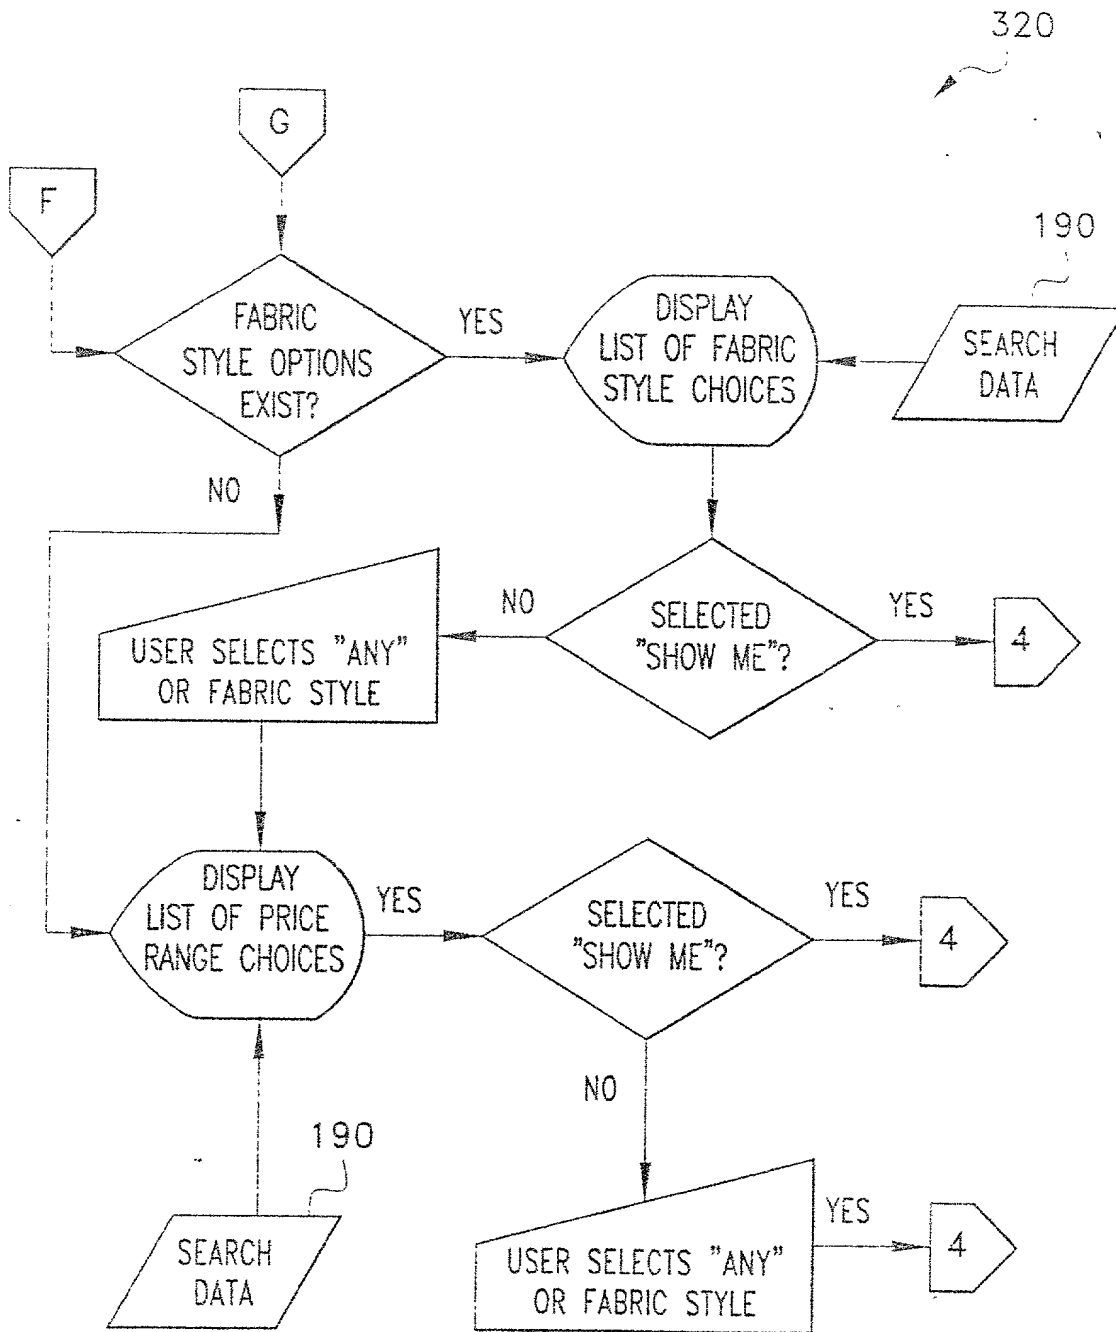 320
G
F
190
FABRIC
STYLE OPTIONS
EXIST?
YES
DISPLAY
LIST OF FABRIC
STYLE CHOICES
SEARCH
DATA
NO
USER SELECTS "ANY"
OR FABRIC STYLE
NO
SELECTED
"SHOW ME"?
YES
4
DISPLAY
LIST OF PRICE
RANGE CHOICES
YES
SELECTED
"SHOW ME"?
YES
4
NO
190
SEARCH
DATA
USER SELECTS "ANY"
OR FABRIC STYLE
YES
4